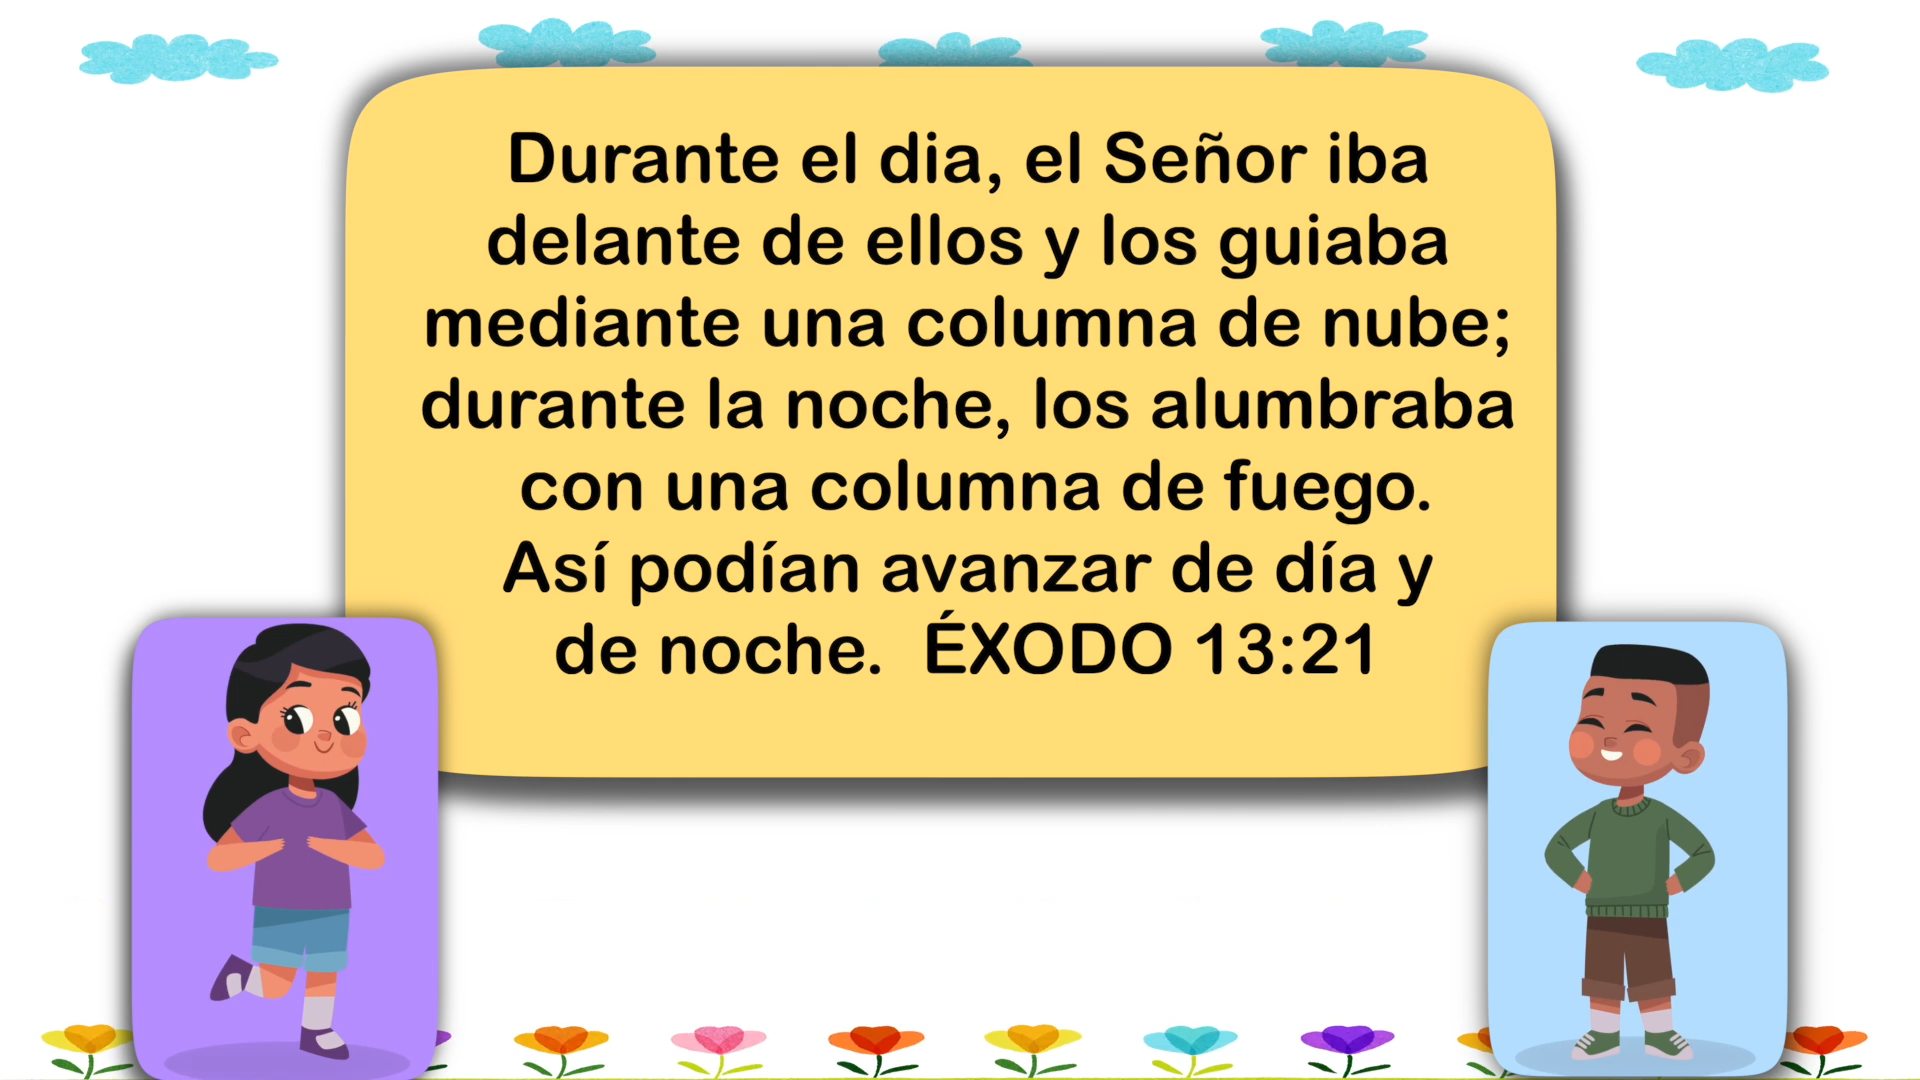 Durante el dia, el Señor iba
delante de ellos y los guiaba
mediante una columna de nube;
durante la noche, los alumbraba
con una columna de fuego.
Así podían avanzar de día y
de noche.  ÉXODO 13:21